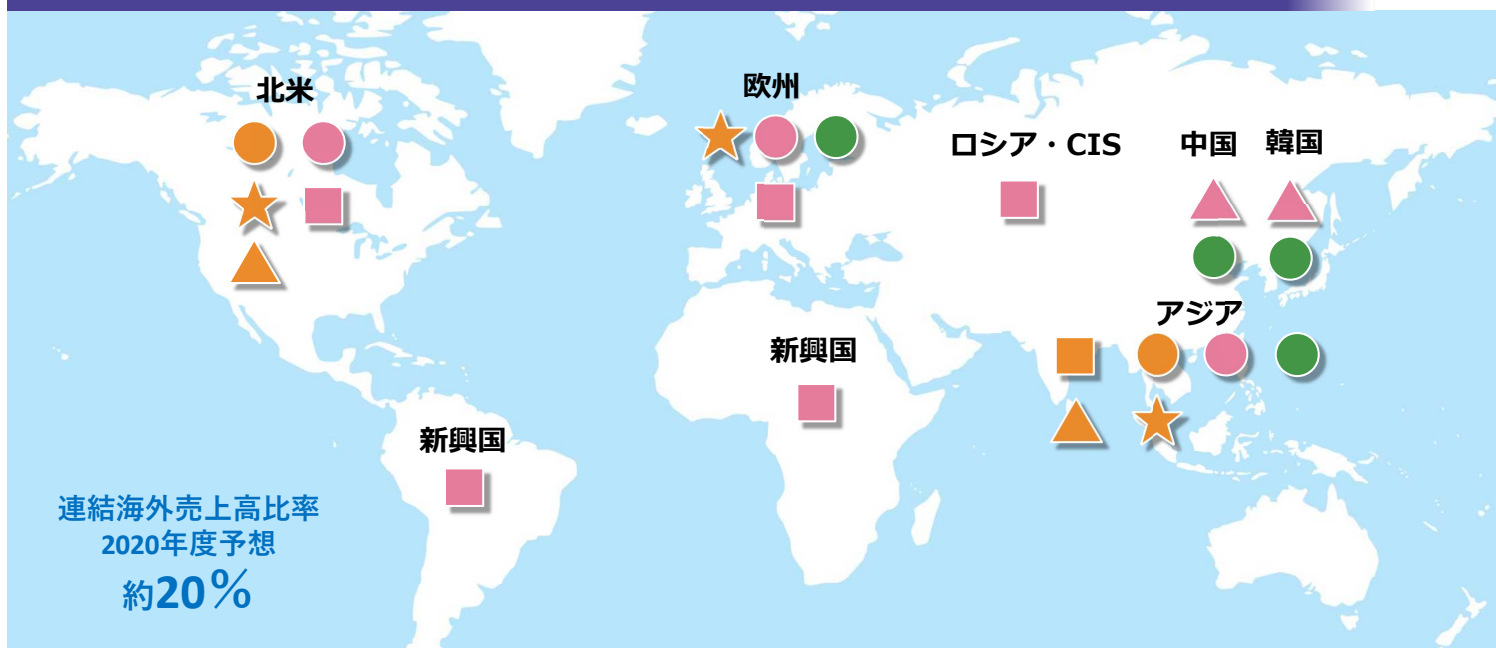 北米
欧州
ロシア・CIS
中国
韓国
アジア
新興国
新興国
連結海外売上高比率
2020年度予想
約20％